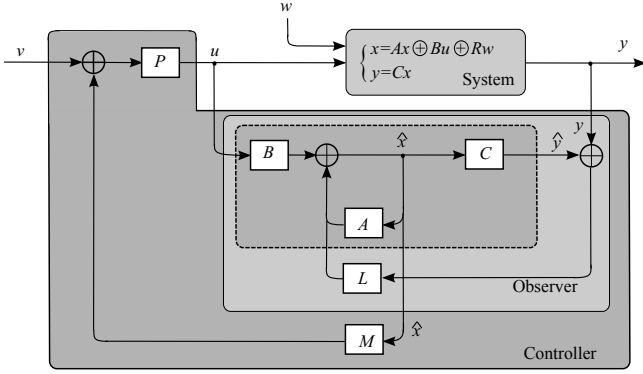 w
v
P
u
x=Ax⊕Bu⊕Rw
y=Cx
System
y
B
x̂
C
ŷ
y
A
L
Observer
M
x̂
Controller